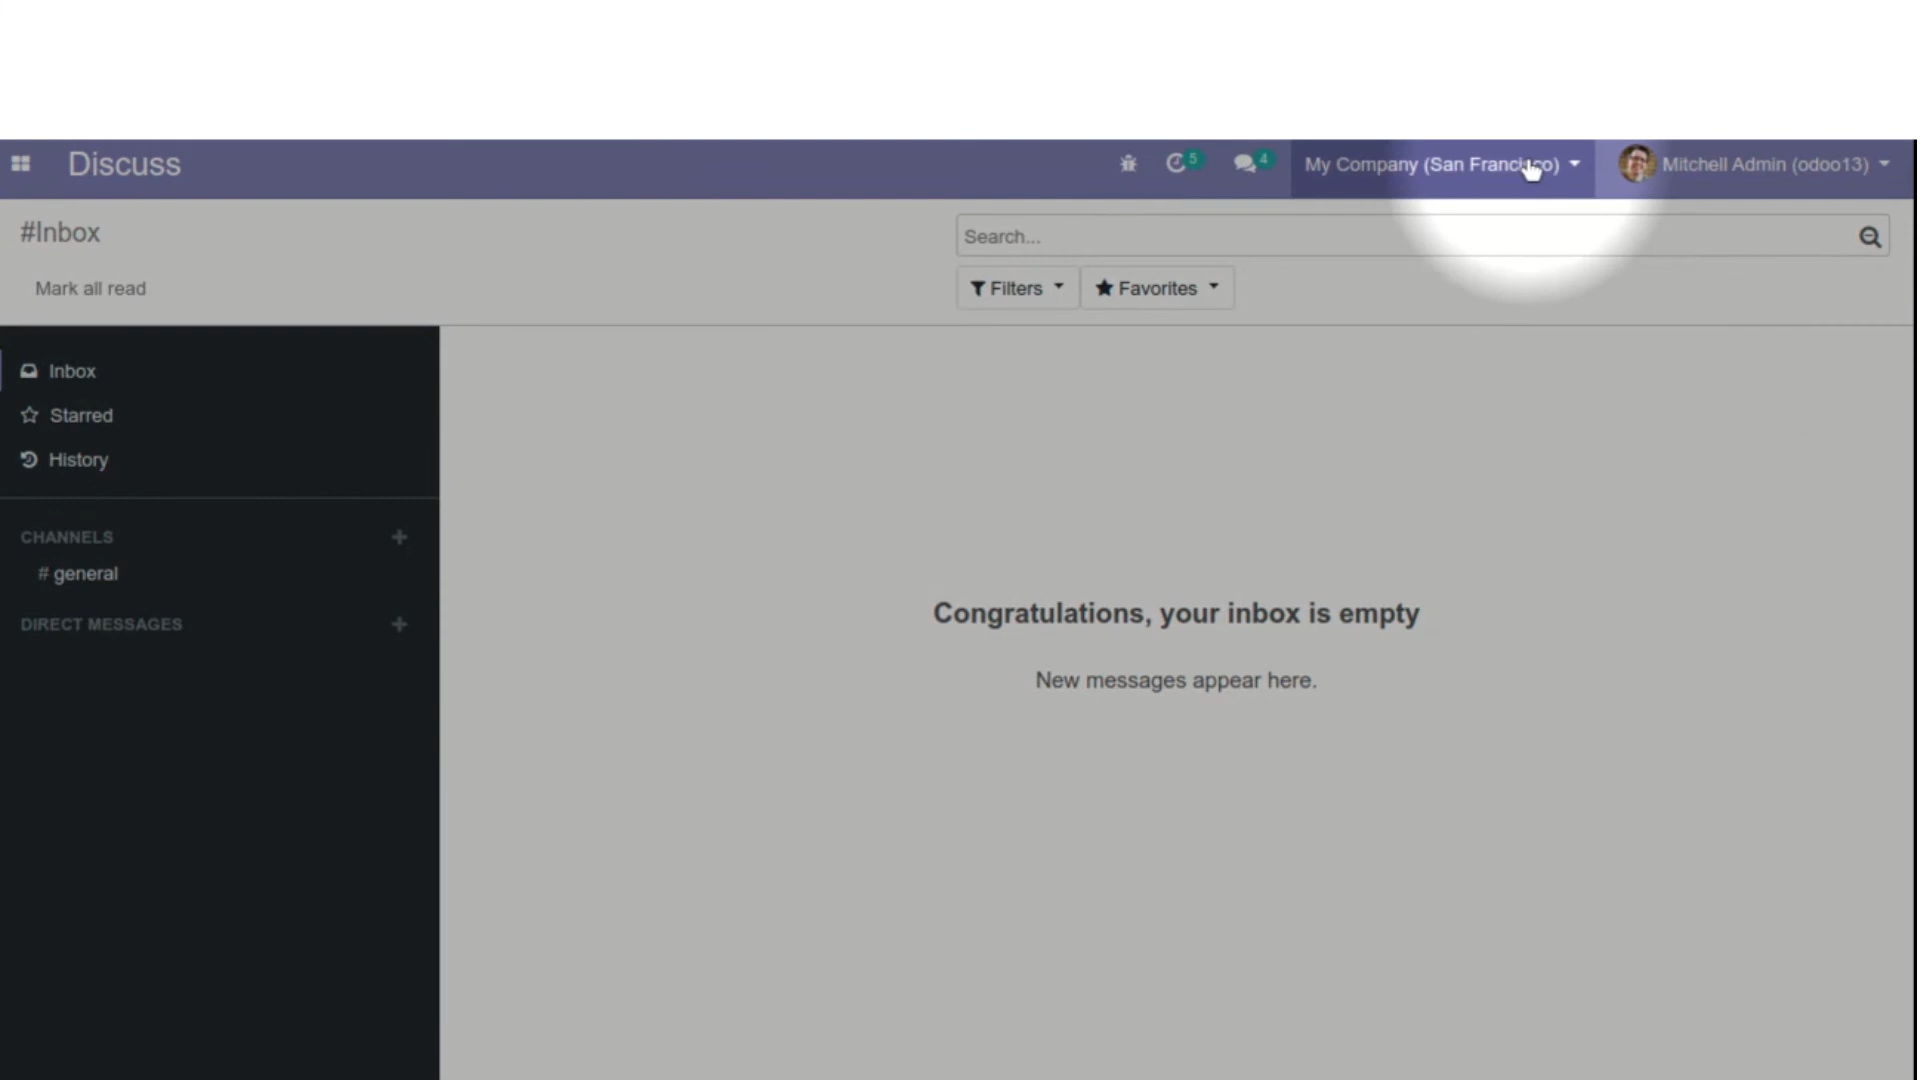 Discuss
5
4
My Company (San Francisco)
Mitchell Admin (odoo13)
#Inbox
Search...
Mark all read
Filters
Favorites
Inbox
Starred
History
CHANNELS
# general
DIRECT MESSAGES
Congratulations, your inbox is empty
New messages appear here.